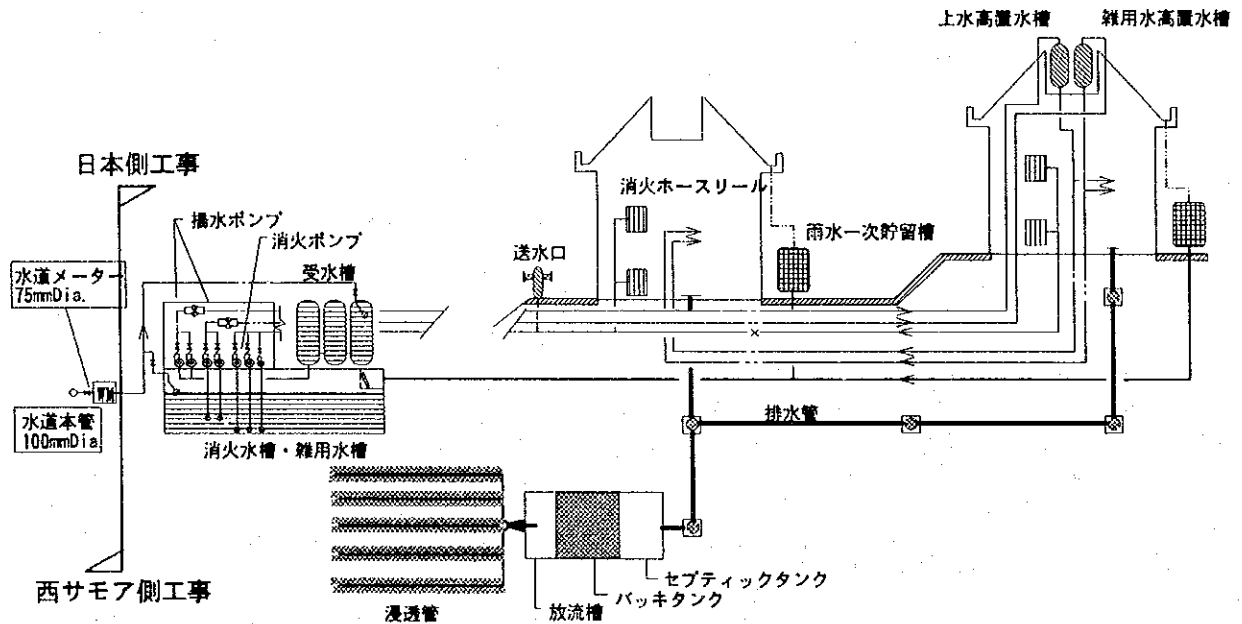 上水高置水槽
雑用水高置水槽
日本側工事
消火ホースリール
揚水ポンプ
消火ポンプ
雨水一次貯留槽
送水口
受水槽
水道メーター
75mmDia.
水道本管
100mmDia
排水管
消火水槽・雑用水槽
セプティックタンク
バッキタンク
放流槽
西サモア側工事
浸透管